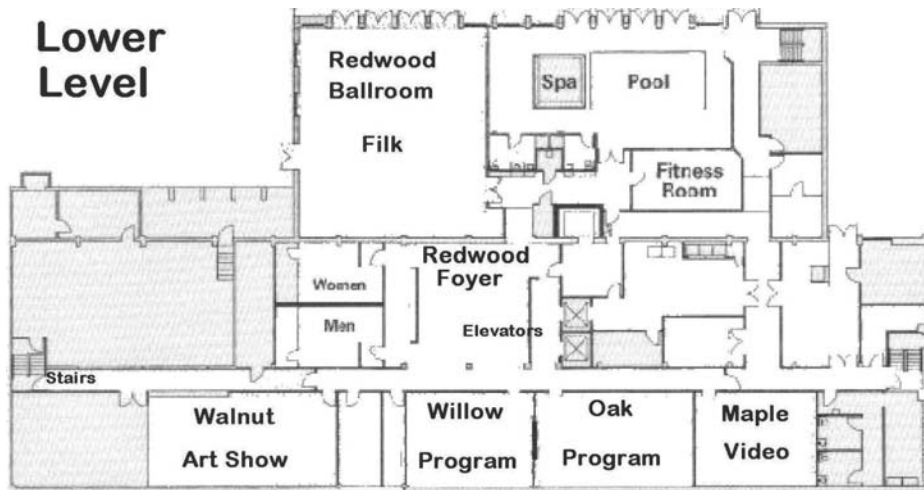 Lower
Level
Redwood
Ballroom
Filk
Spa
Pool
Fitness
Room
Redwood
Foyer
Women
Men
Elevators
Stairs
Walnut
Art Show
Willow
Program
Oak
Program
Maple
Video